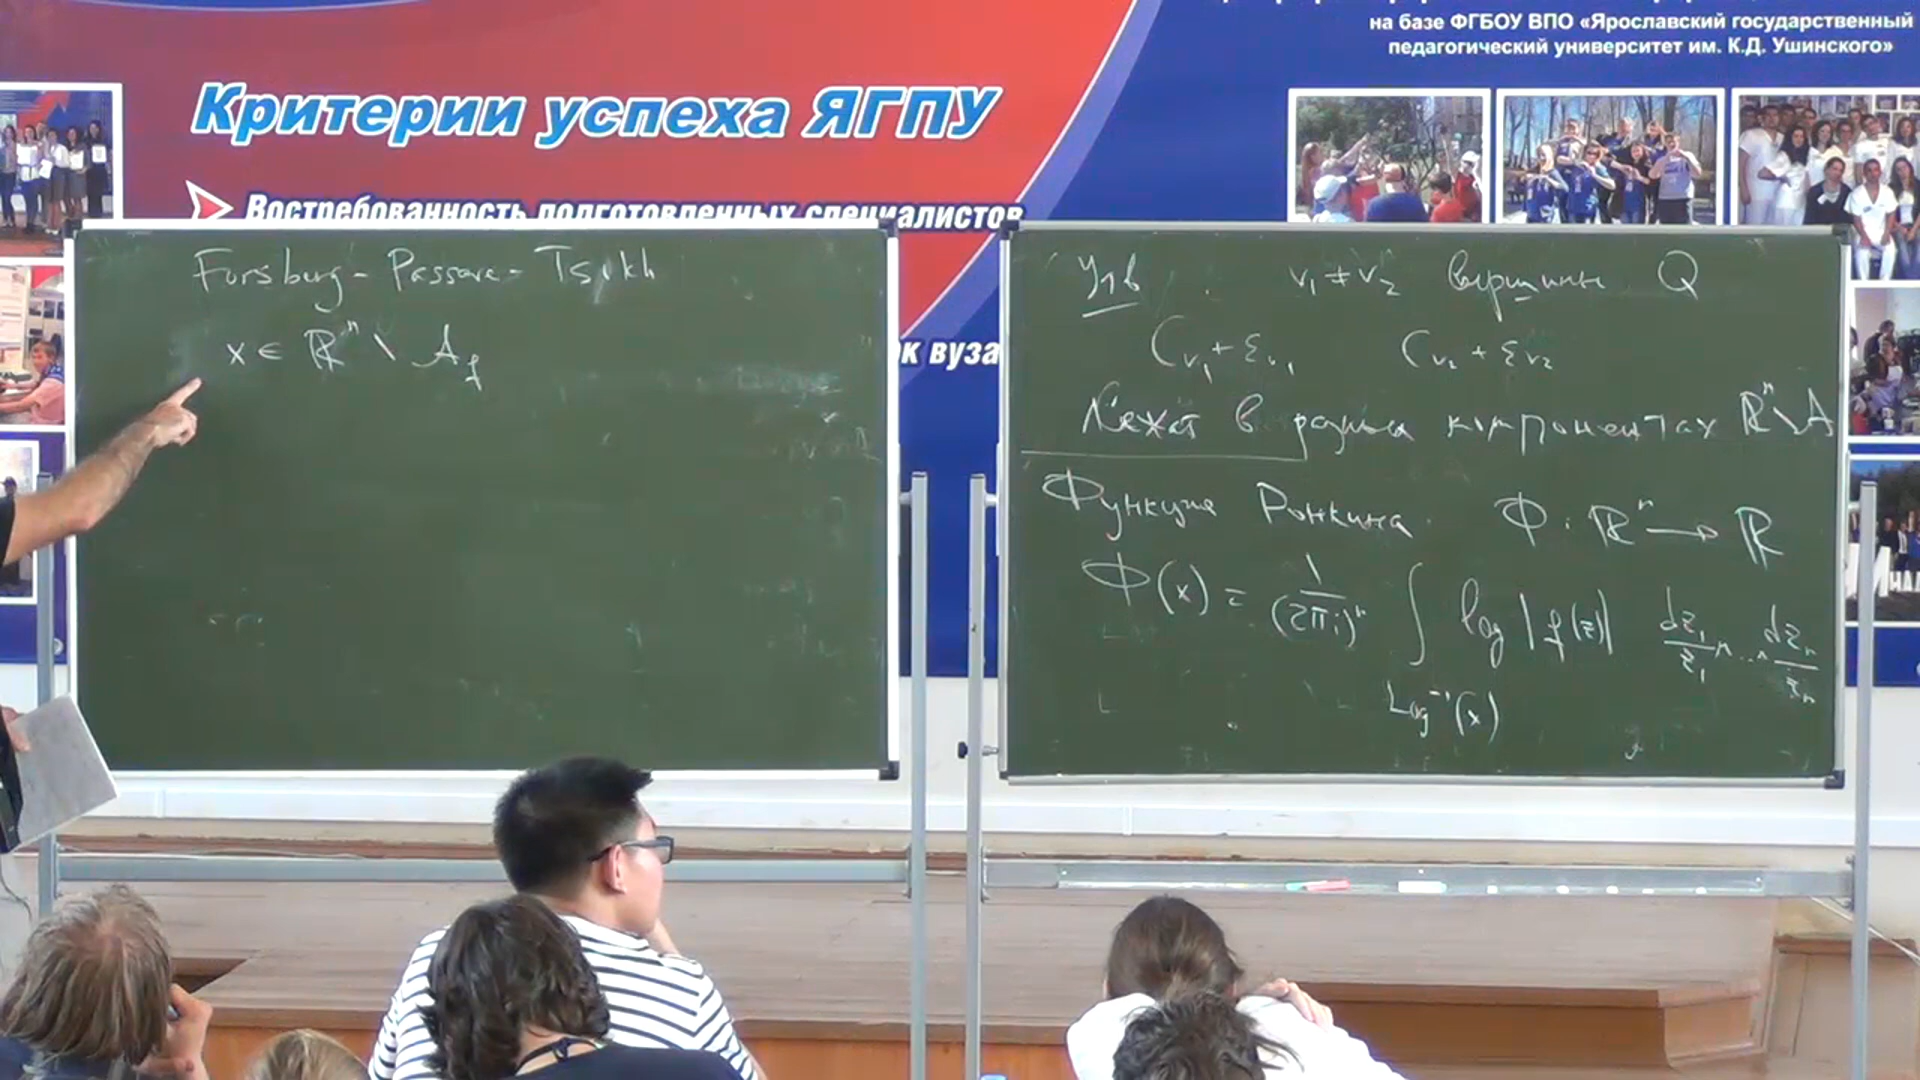 на базе ФГБОУ ВПО «Ярославский государственный
педагогический университет им. К.Д. Ушинского»
Критерии успеха ЯГПУ
Востребованность подготовленных специалистов
к вуза
Forsberg - Passare - Tsikh
x ∈ ℝⁿ \ A_f
Утв. v₁ ≠ v₂ вершины Q
C_{v₁} + ε_{v₁} C_{v₂} + ε_{v₂}
Лежат в разных компонентах ℝⁿ \ A
Функция Ронкина. Φ : ℝⁿ → ℝ
Φ(x) = 1/(2πi)ⁿ ∫ log |f(z)| dz₁/z₁ ∧ ... ∧ dzₙ/zₙ
Log⁻¹(x)